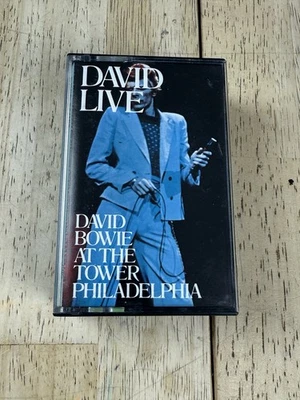 DAVID
LIVE
DAVID
BOWIE
AT THE
TOWER
PHILADELPHIA